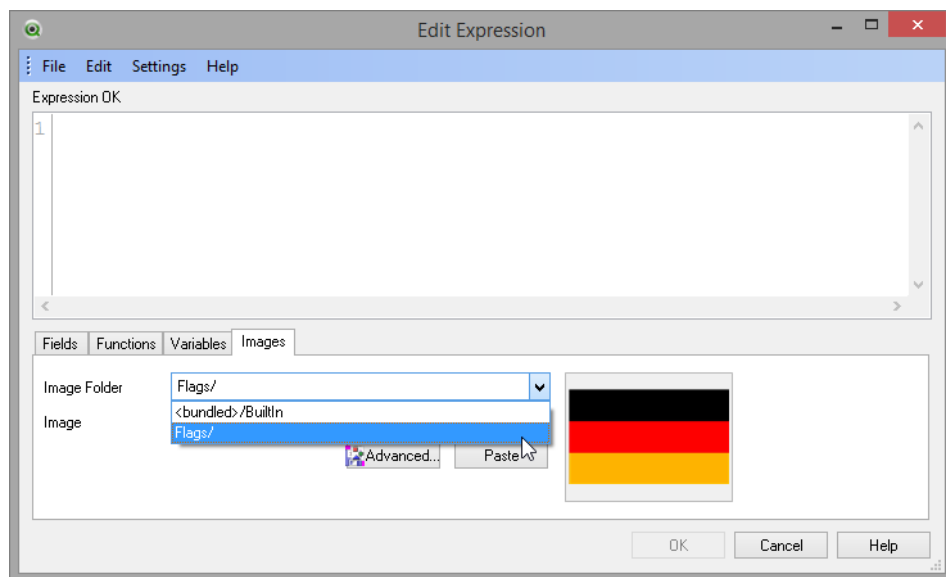 Edit Expression
File Edit Settings Help
Expression OK
1
Fields Functions Variables Images
Image Folder Flags/
<bundled>/BuiltIn
Image
Flags/
Advanced... Paste
OK Cancel Help